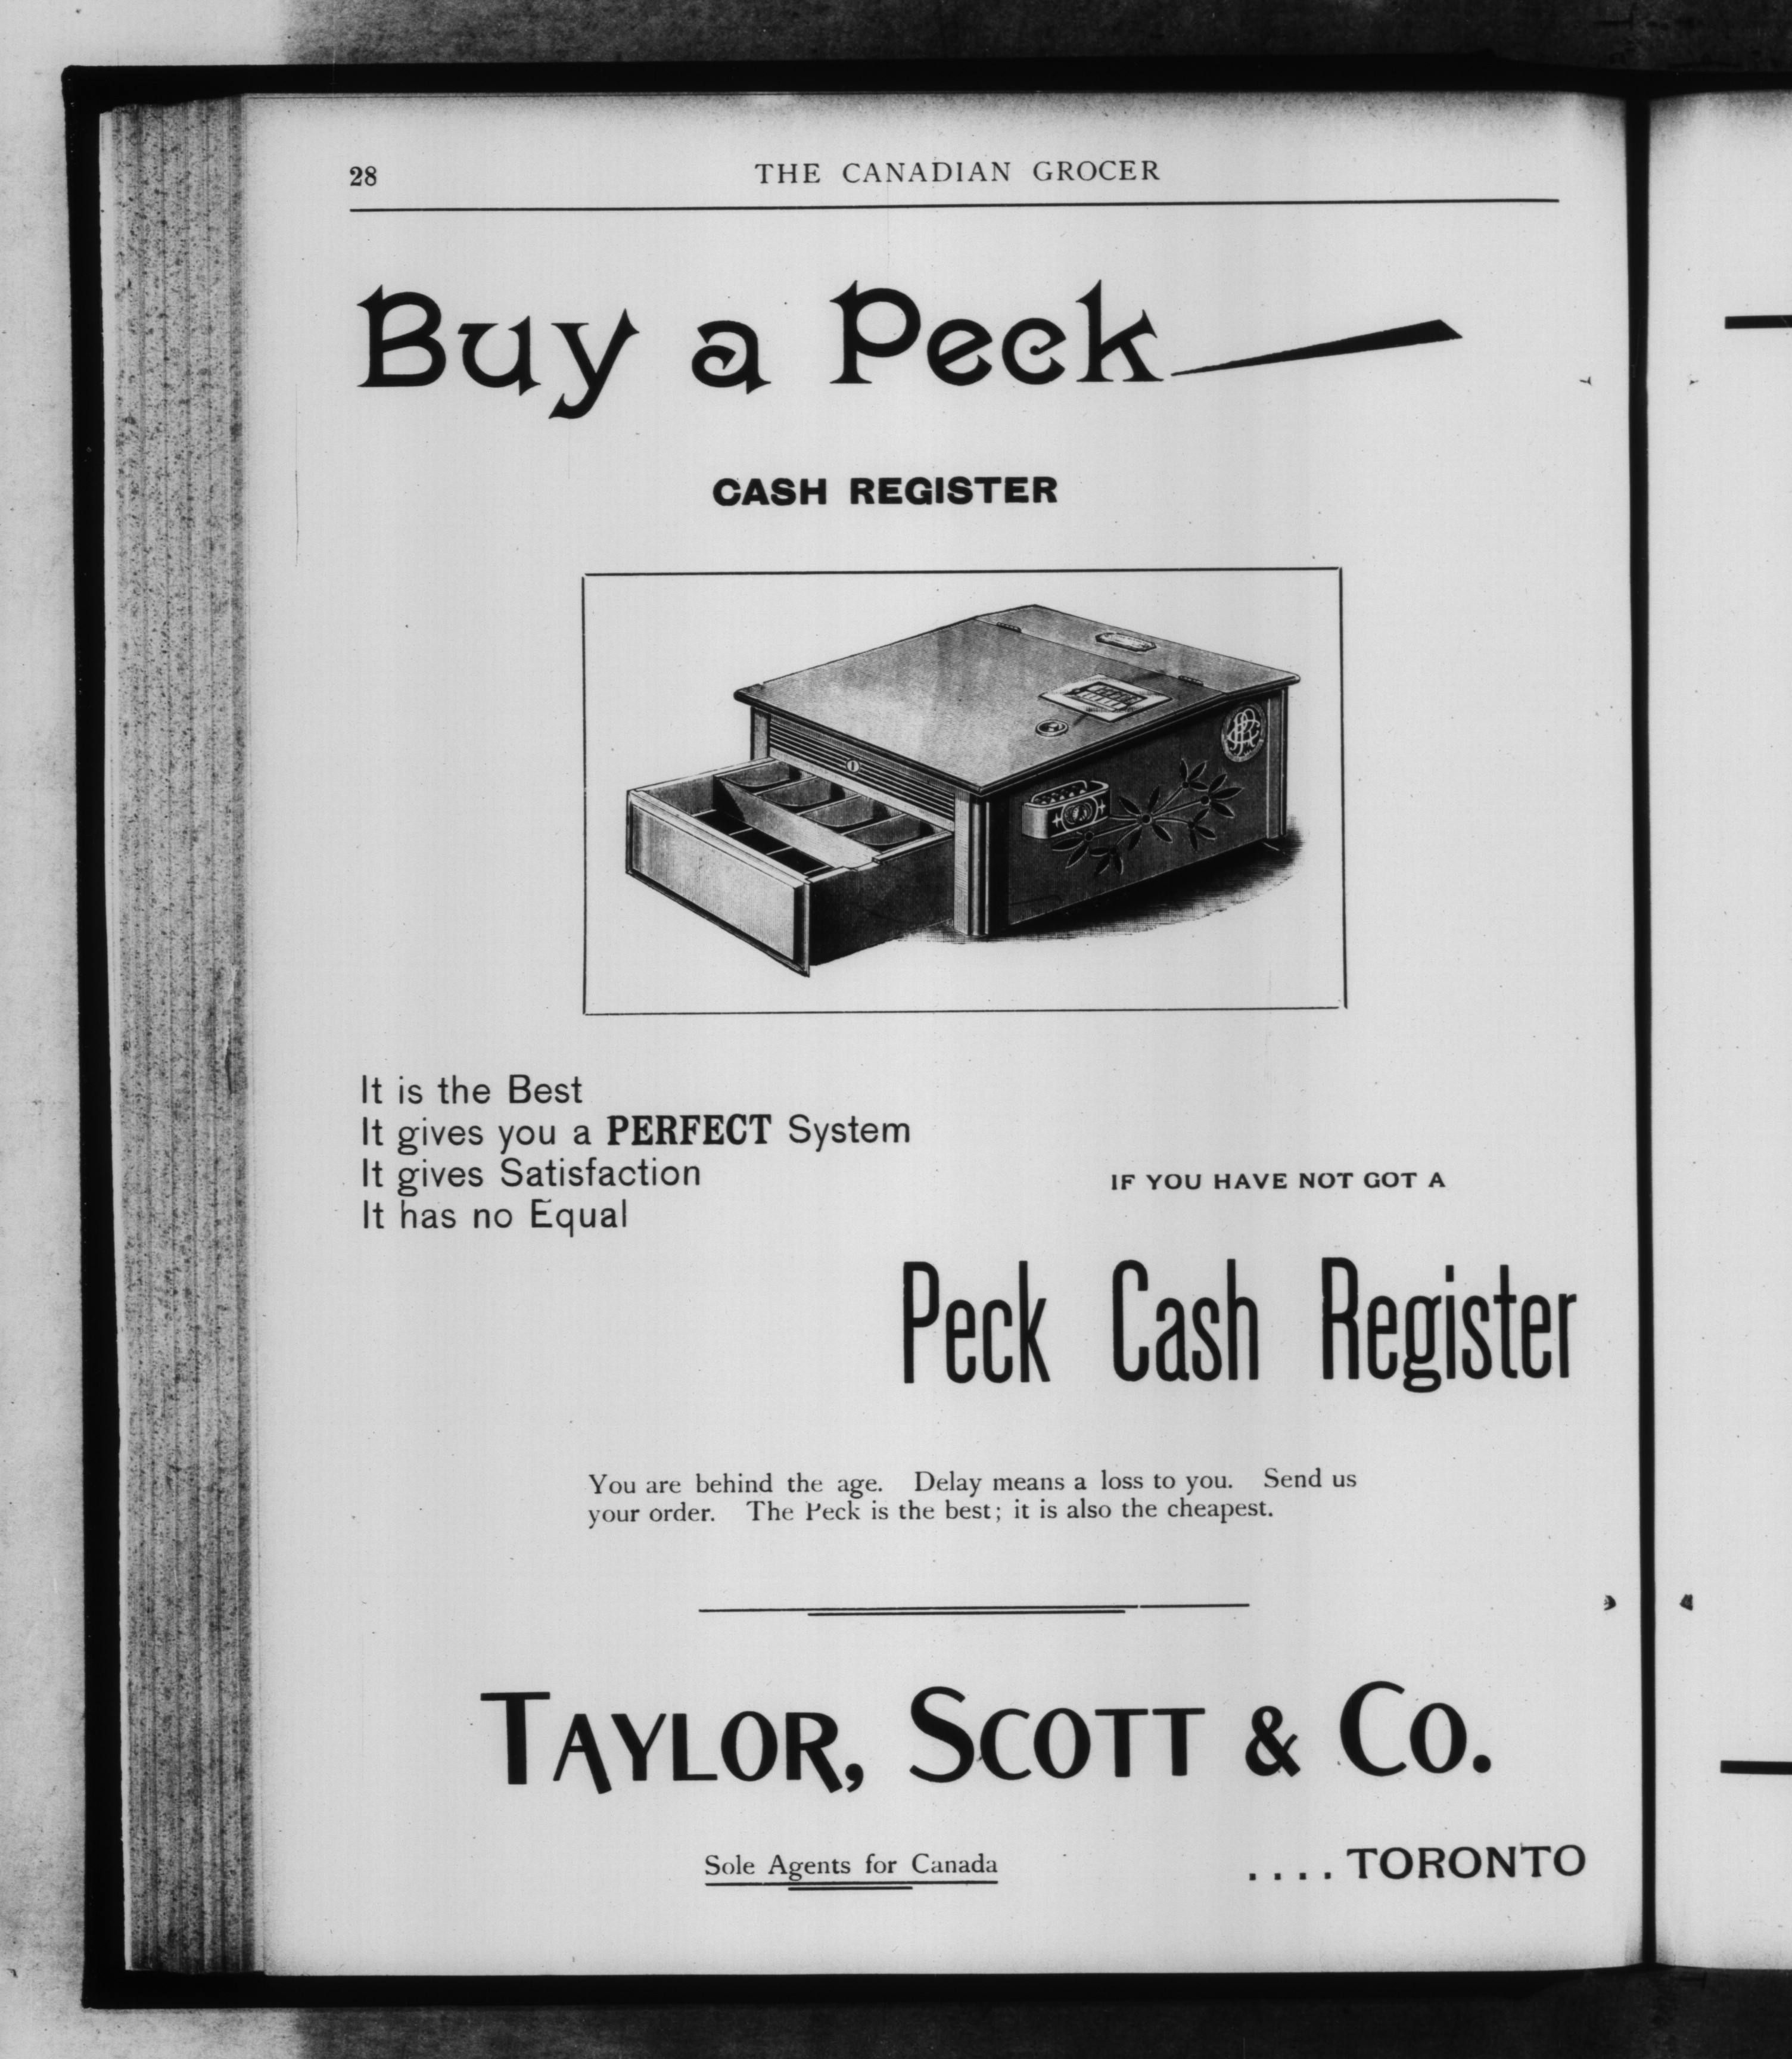 28
THE CANADIAN GROCER
Buy a Peck
CASH REGISTER
It is the Best
It gives you a PERFECT System
It gives Satisfaction
It has no Equal
IF YOU HAVE NOT GOT A
Peck Cash Register
You are behind the age. Delay means a loss to you. Send us
your order. The Peck is the best; it is also the cheapest.
TAYLOR, SCOTT & CO.
Sole Agents for Canada
.... TORONTO